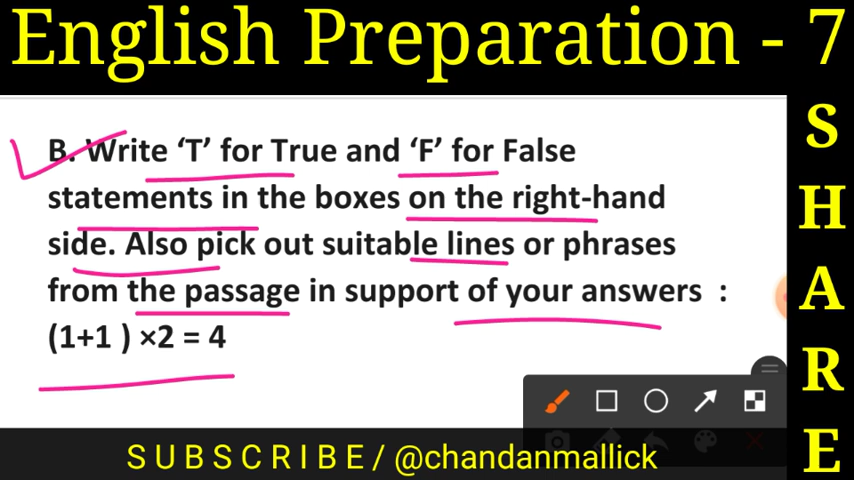 English Preparation - 7
B. Write ‘T’ for True and ‘F’ for False
statements in the boxes on the right-hand
side. Also pick out suitable lines or phrases
from the passage in support of your answers :
(1+1 ) ×2 = 4
S
H
A
R
E
SUBSCRIBE/ @chandanmallick